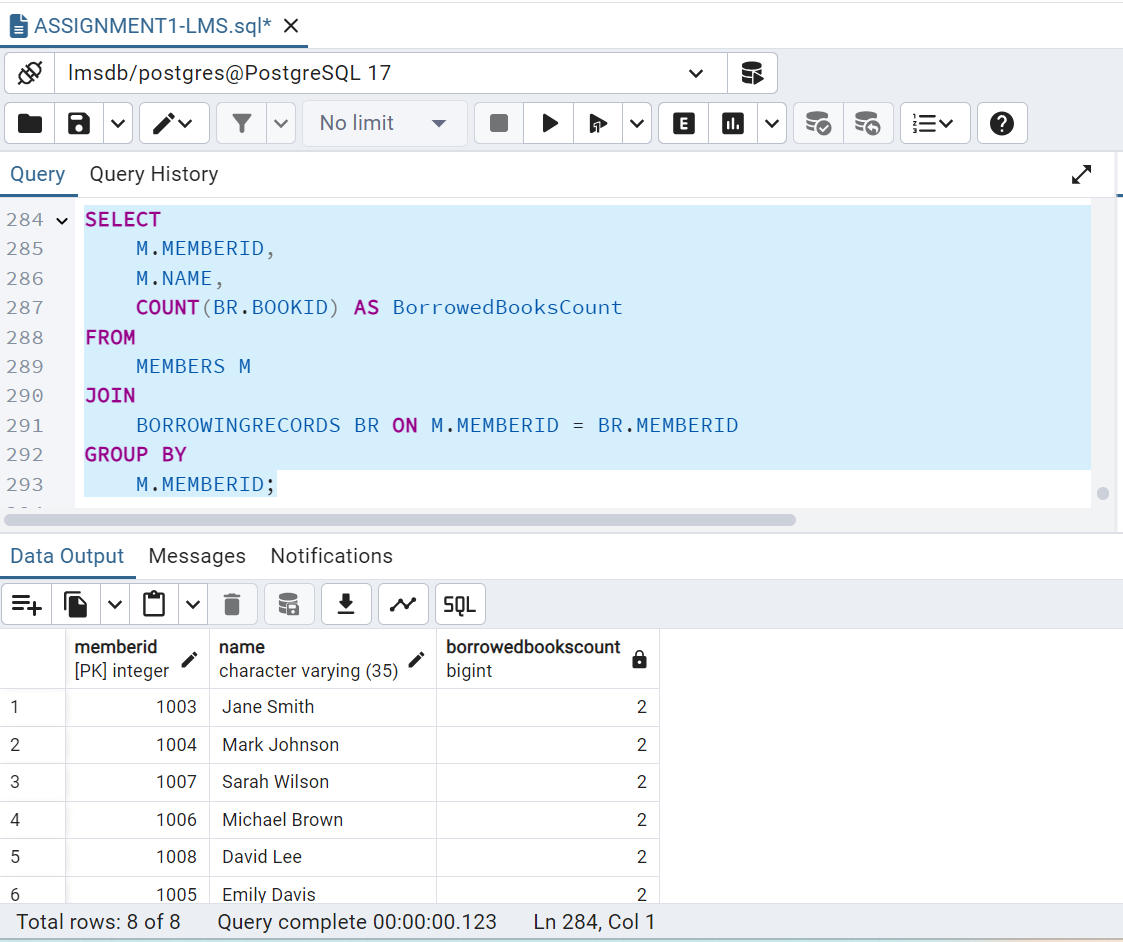 ASSIGNMENT1-LMS.sql*
lmsdb/postgres@PostgreSQL 17
No limit
E
Query Query History
284 SELECT
285 M.MEMBERID,
286 M.NAME,
287 COUNT(BR.BOOKID) AS BorrowedBooksCount
288 FROM
289 MEMBERS M
290 JOIN
291 BORROWINGRECORDS BR ON M.MEMBERID = BR.MEMBERID
292 GROUP BY
293 M.MEMBERID;
Data Output Messages Notifications
SQL
memberid name borrowedbookscount
[PK] integer character varying (35) bigint
1 1003 Jane Smith 2
2 1004 Mark Johnson 2
3 1007 Sarah Wilson 2
4 1006 Michael Brown 2
5 1008 David Lee 2
6 1005 Emily Davis 2
Total rows: 8 of 8 Query complete 00:00:00.123 Ln 284, Col 1